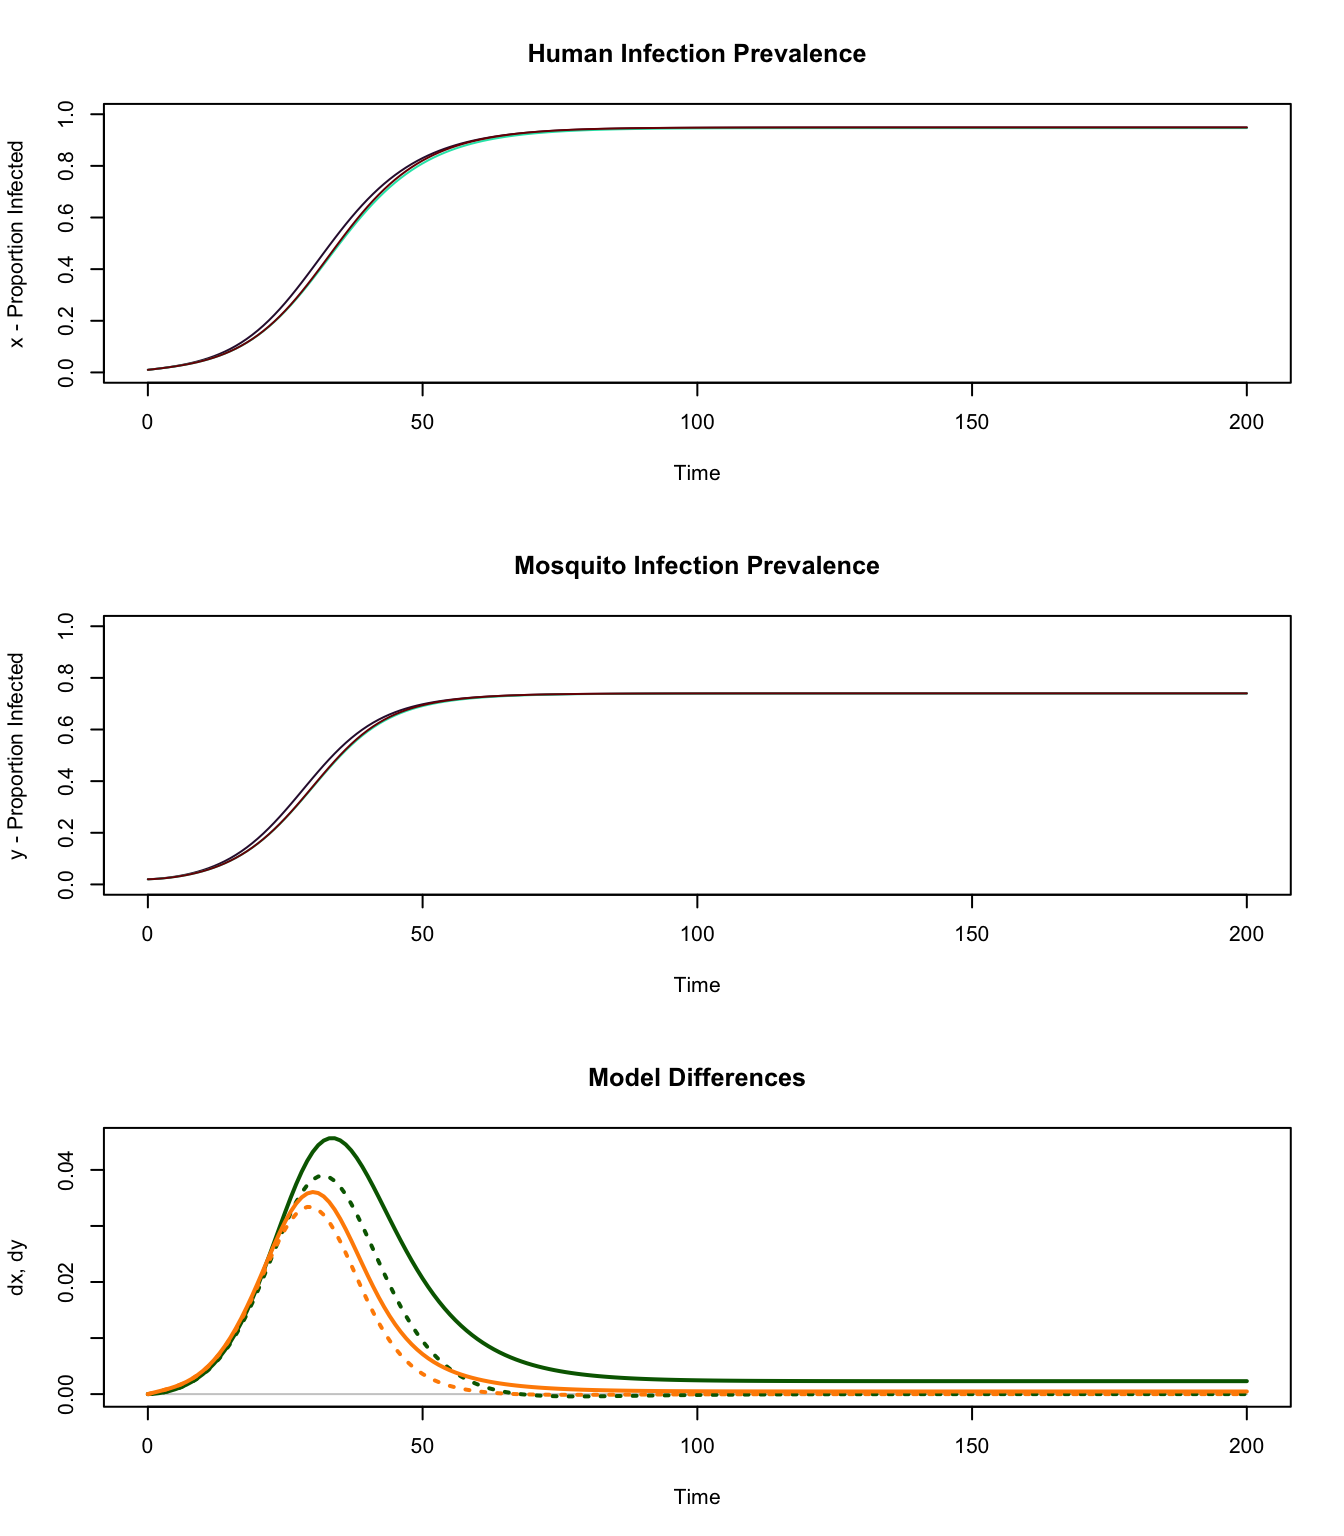 Human Infection Prevalence
x - Proportion Infected
1.0
0.8
0.6
0.4
0.2
0.0
0 50 100 150 200
Time
Mosquito Infection Prevalence
y - Proportion Infected
1.0
0.8
0.6
0.4
0.2
0.0
0 50 100 150 200
Time
Model Differences
dx, dy
0.04
0.02
0.00
0 50 100 150 200
Time